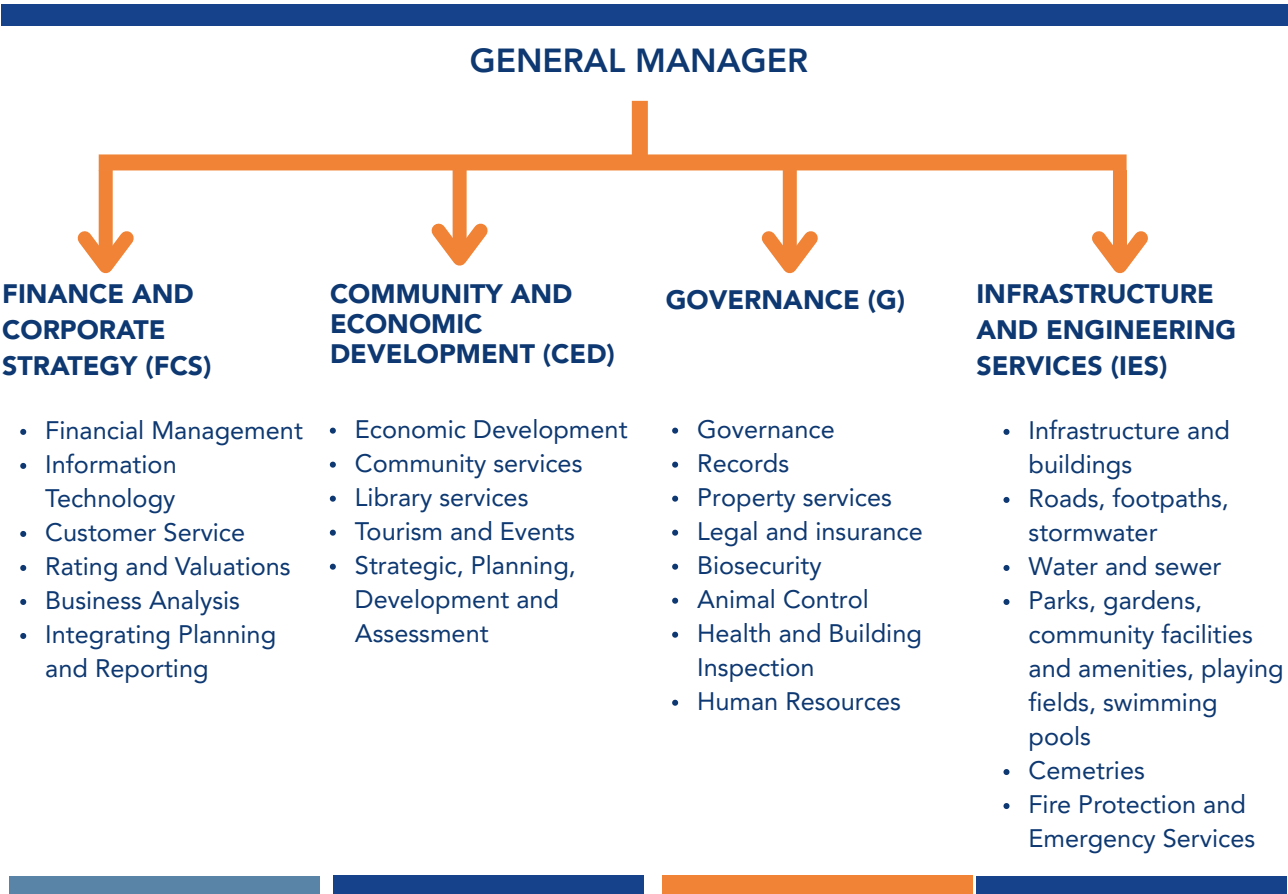 GENERAL MANAGER
FINANCE AND
CORPORATE
STRATEGY (FCS)
• Financial Management
• Information
Technology
• Customer Service
• Rating and Valuations
• Business Analysis
• Integrating Planning
and Reporting
COMMUNITY AND
ECONOMIC
DEVELOPMENT (CED)
• Economic Development
• Community services
• Library services
• Tourism and Events
• Strategic, Planning,
Development and
Assessment
GOVERNANCE (G)
• Governance
• Records
• Property services
• Legal and insurance
• Biosecurity
• Animal Control
• Health and Building
Inspection
• Human Resources
INFRASTRUCTURE
AND ENGINEERING
SERVICES (IES)
• Infrastructure and
buildings
• Roads, footpaths,
stormwater
• Water and sewer
• Parks, gardens,
community facilities
and amenities, playing
fields, swimming
pools
• Cemetries
• Fire Protection and
Emergency Services